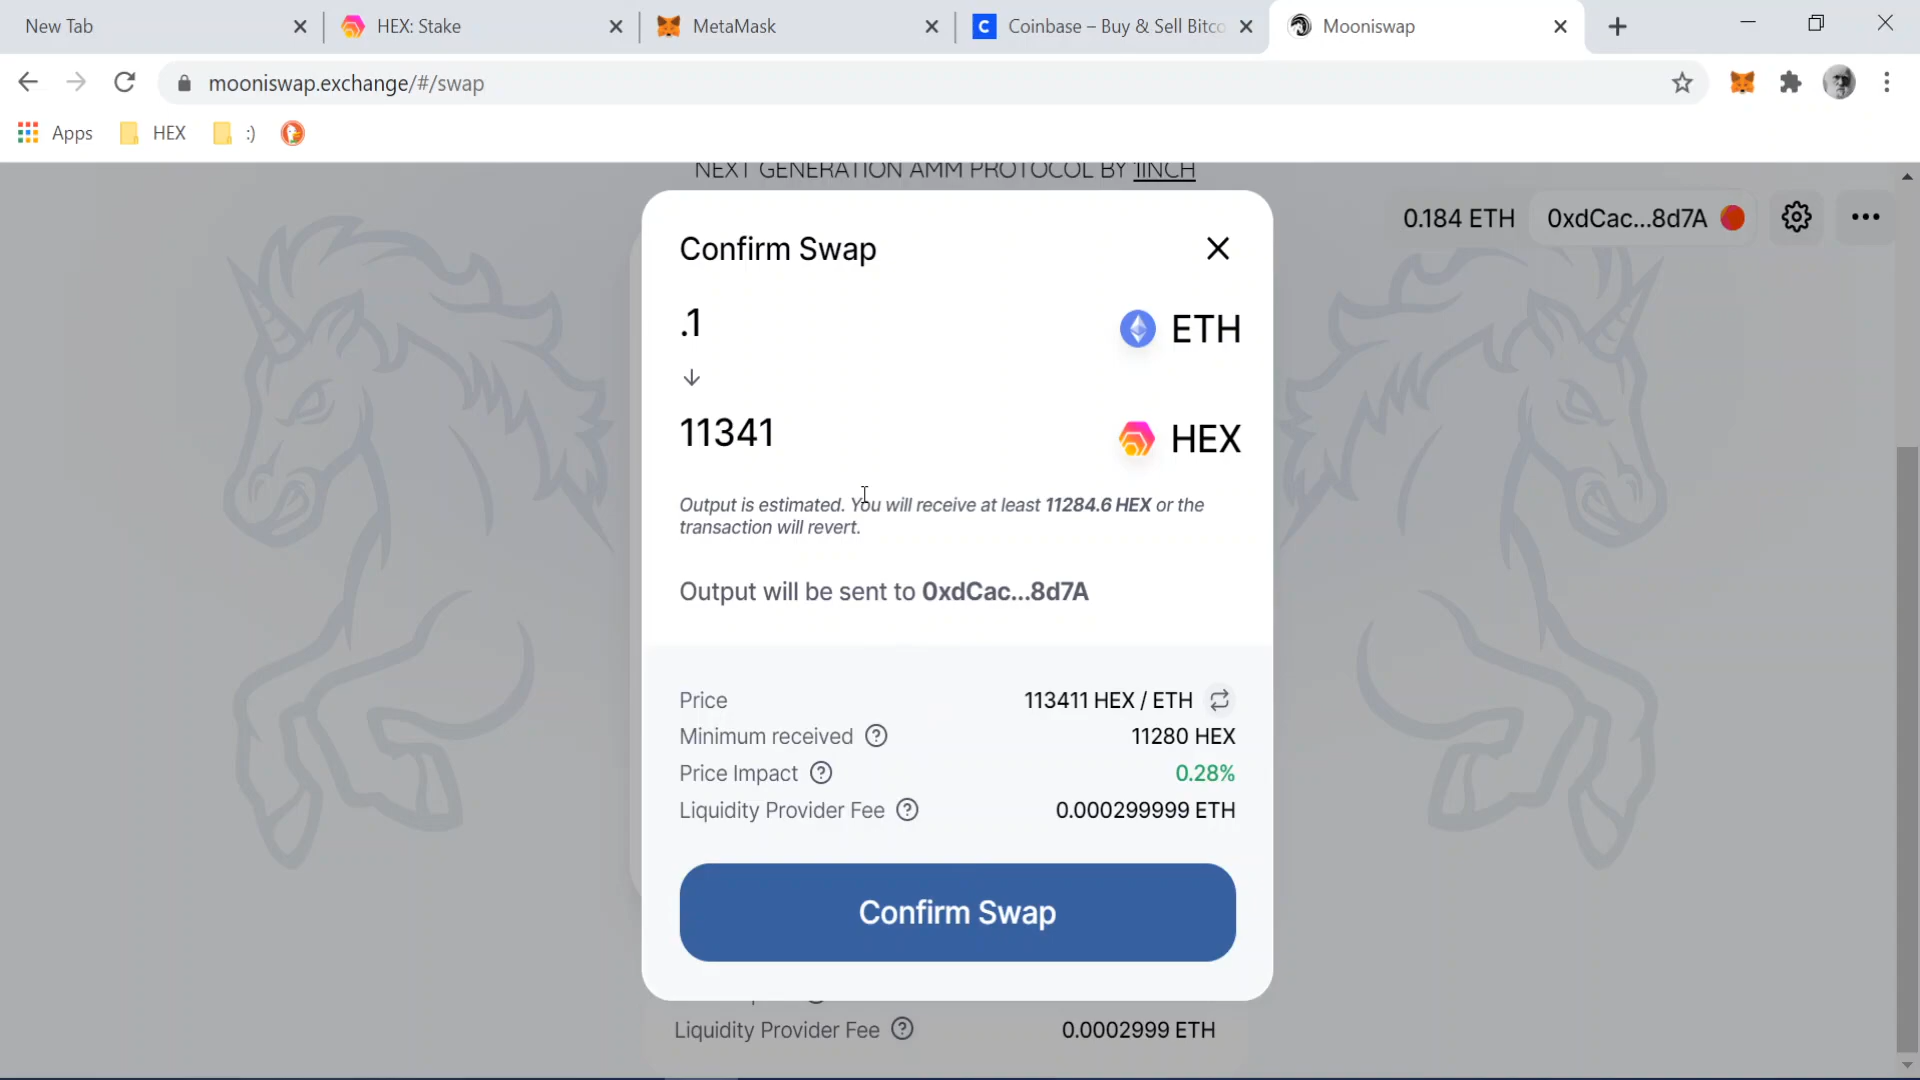 New Tab
HEX: Stake
MetaMask
Coinbase – Buy & Sell Bitco
Mooniswap
mooniswap.exchange/#/swap
Apps
HEX
:)
NEXT GENERATION AMM PROTOCOL BY 1INCH
0.184 ETH
0xdCac...8d7A
Confirm Swap
.1
ETH
11341
HEX
Output is estimated. You will receive at least 11284.6 HEX or the
transaction will revert.
Output will be sent to 0xdCac...8d7A
Price
113411 HEX / ETH
Minimum received
11280 HEX
Price Impact
0.28%
Liquidity Provider Fee
0.000299999 ETH
Confirm Swap
Liquidity Provider Fee
0.0002999 ETH